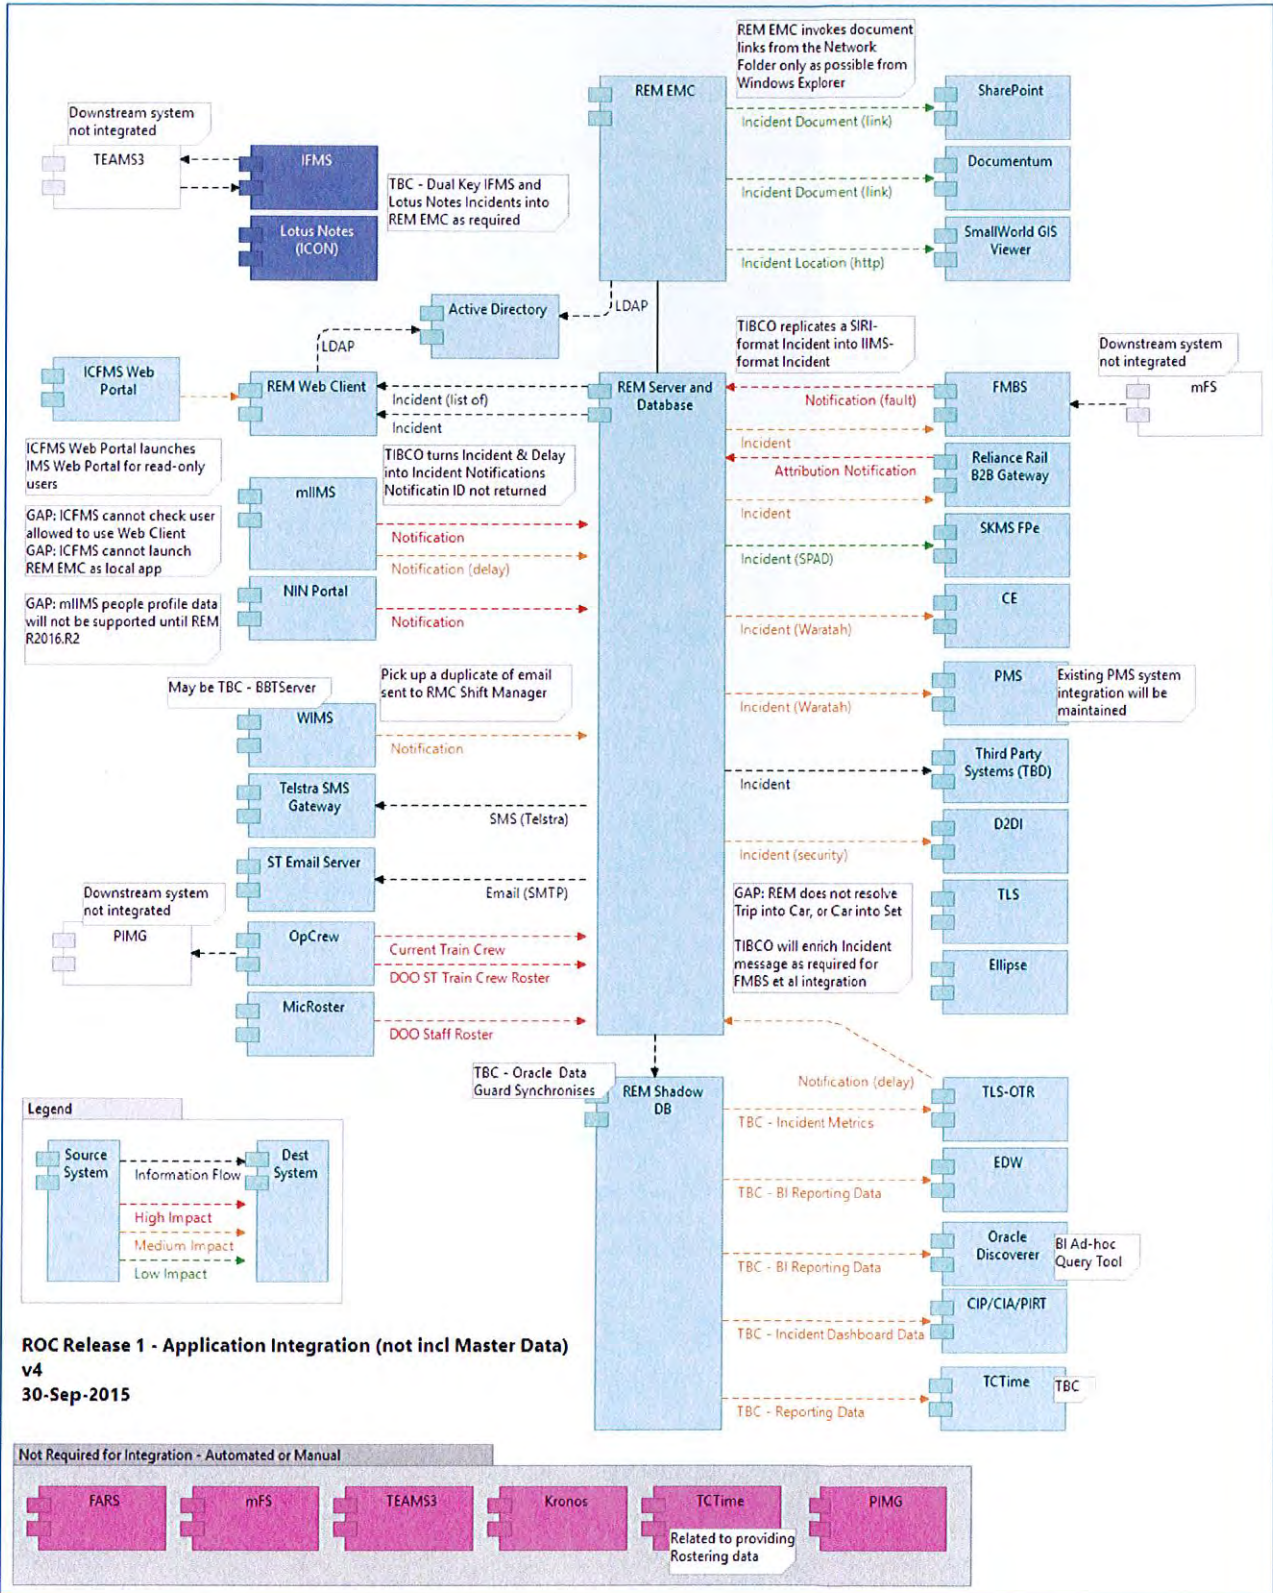 REM EMC invokes document
links from the Network
Folder only as possible from
Windows Explorer
REM EMC
SharePoint
Incident Document (link)
Downstream system
not integrated
TEAMS3
IFMS
Documentum
Incident Document (link)
TBC - Dual Key IFMS and
Lotus Notes Incidents into
REM EMC as required
Lotus Notes
(ICON)
SmallWorld GIS
Viewer
Incident Location (http)
Active Directory
LDAP
LDAP
TIBCO replicates a SIRI-
format Incident into IIMS-
format Incident
Downstream system
not integrated
ICFMS Web
Portal
REM Web Client
Incident (list of)
Incident
REM Server and
Database
FMBS
Notification (fault)
Incident
mFS
ICFMS Web Portal launches
IMS Web Portal for read-only
users
TIBCO turns Incident & Delay
into Incident Notifications
Notificatin ID not returned
Reliance Rail
B2B Gateway
Attribution Notification
Incident
mIIMS
Notification
Notification (delay)
GAP: ICFMS cannot check user
allowed to use Web Client
GAP: ICFMS cannot launch
REM EMC as local app
SKMS FPe
Incident (SPAD)
NIN Portal
Notification
GAP: mIIMS people profile data
will not be supported until REM
R2016.R2
CE
Incident (Waratah)
May be TBC - BBTServer
Pick up a duplicate of email
sent to RMC Shift Manager
WIMS
Notification
PMS
Existing PMS system
integration will be
maintained
Incident (Waratah)
Telstra SMS
Gateway
SMS (Telstra)
Third Party
Systems (TBD)
Incident
D2DI
Incident (security)
ST Email Server
Email (SMTP)
Downstream system
not integrated
PIMG
OpCrew
Current Train Crew
DOO ST Train Crew Roster
GAP: REM does not resolve
Trip into Car, or Car into Set
TIBCO will enrich Incident
message as required for
FMBS et al integration
TLS
Ellipse
MicRoster
DOO Staff Roster
TBC - Oracle Data
Guard Synchronises
REM Shadow
DB
Notification (delay)
TLS-OTR
TBC - Incident Metrics
EDW
TBC - BI Reporting Data
Oracle
Discoverer
BI Ad-hoc
Query Tool
TBC - BI Reporting Data
CIP/CIA/PIRT
TBC - Incident Dashboard Data
TCTime
TBC
TBC - Reporting Data
Legend
Source
System
Information Flow
Dest
System
High Impact
Medium Impact
Low Impact
ROC Release 1 - Application Integration (not incl Master Data)
v4
30-Sep-2015
Not Required for Integration - Automated or Manual
FARS
mFS
TEAMS3
Kronos
TCTime
Related to providing
Rostering data
PIMG